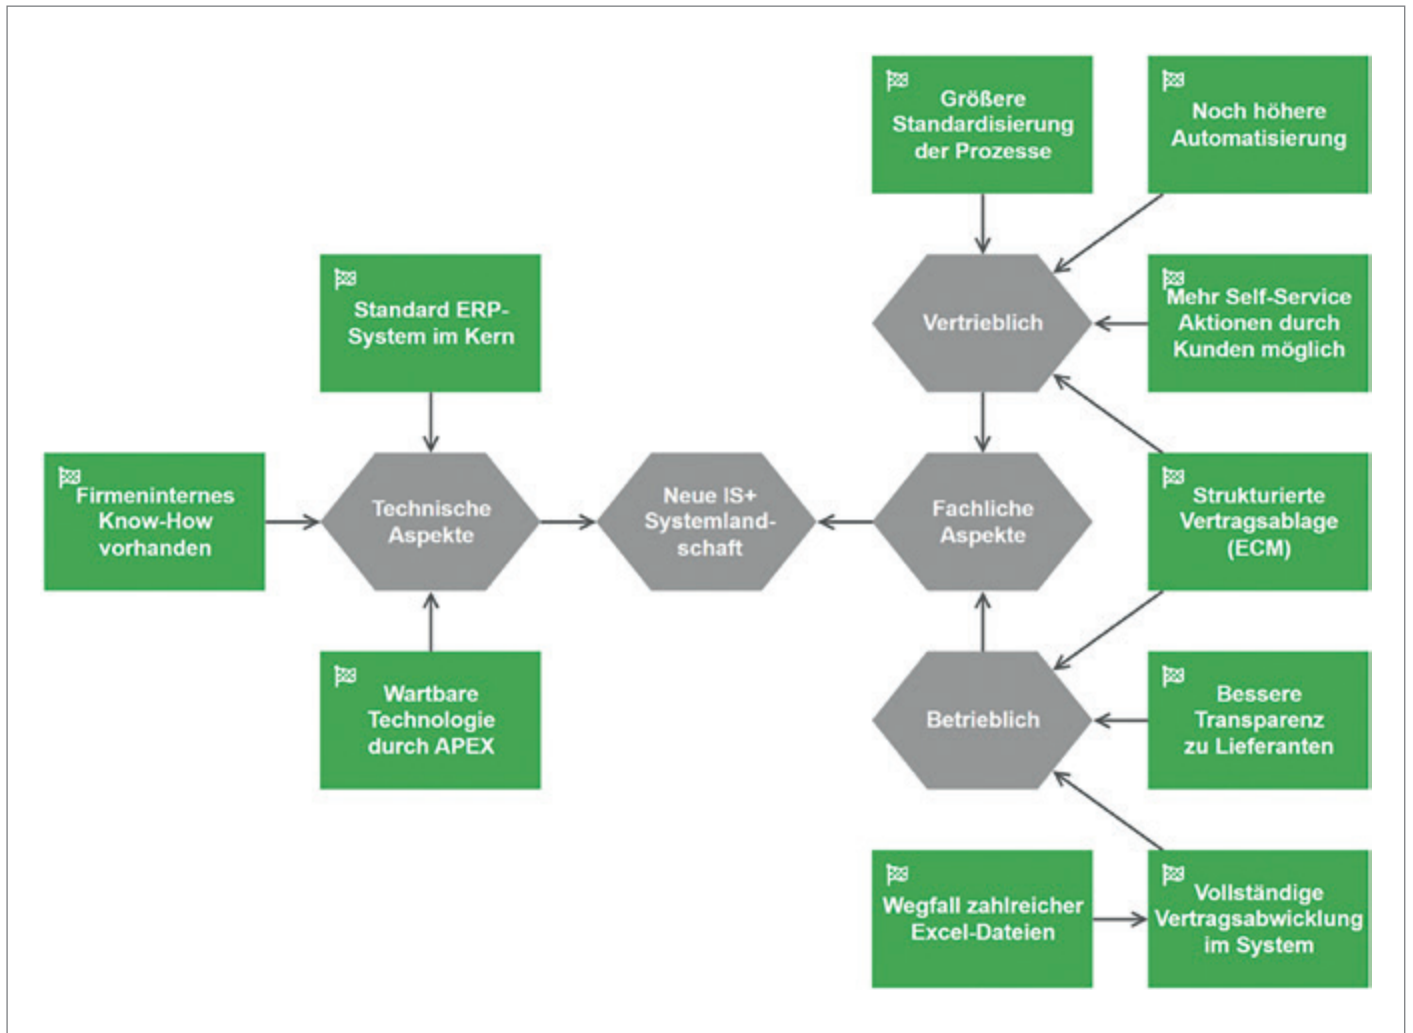 Größere
Standardisierung
der Prozesse
Noch höhere
Automatisierung
Standard ERP-
System im Kern
Vertrieblich
Mehr Self-Service
Aktionen durch
Kunden möglich
Firmeninternes
Know-How
vorhanden
Technische
Aspekte
Neue IS+
Systemland-
schaft
Fachliche
Aspekte
Strukturierte
Vertragsablage
(ECM)
Wartbare
Technologie
durch APEX
Betrieblich
Bessere
Transparenz
zu Lieferanten
Wegfall zahlreicher
Excel-Dateien
Vollständige
Vertragsabwicklung
im System